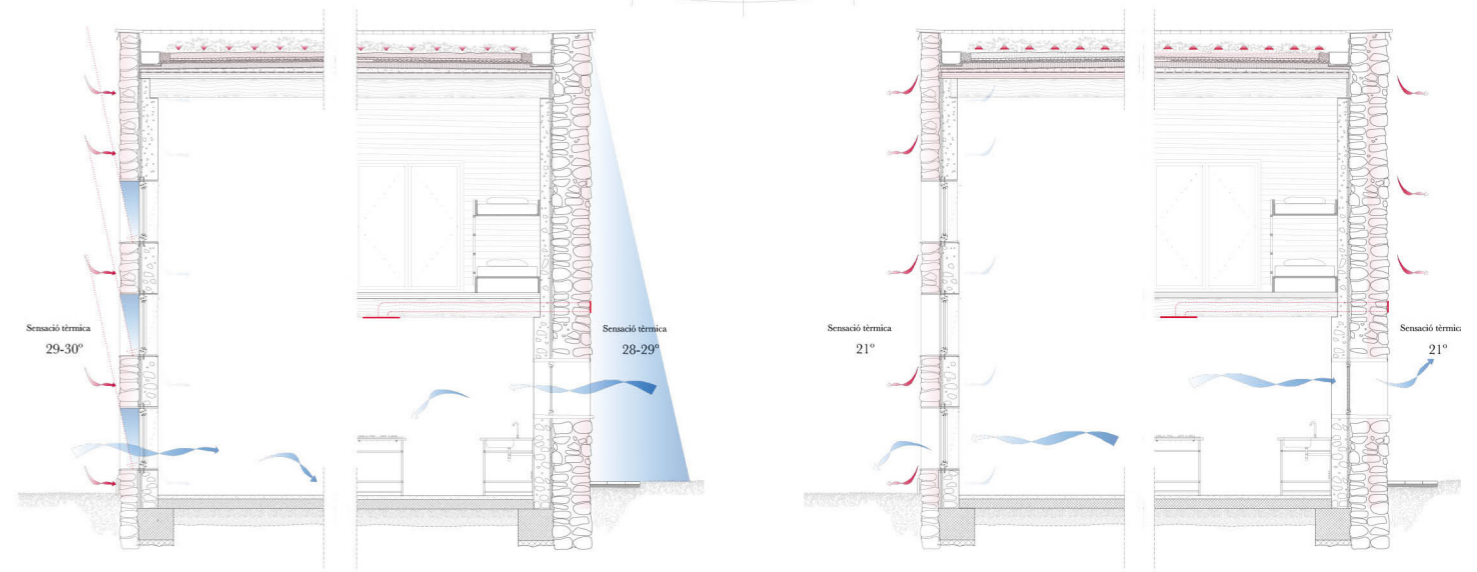 Sensació tèrmica
29-30º
Sensació tèrmica
28-29º
Sensació tèrmica
21º
Sensació tèrmica
21º